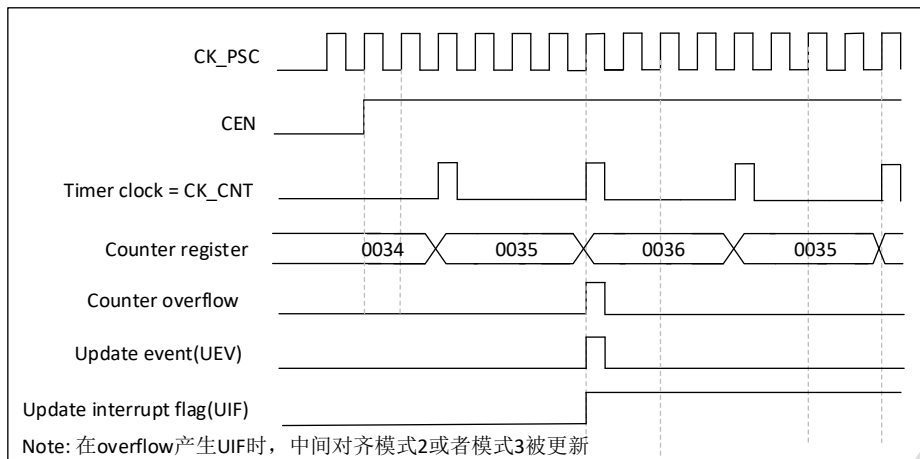 CK_PSC
CEN
Timer clock = CK_CNT
Counter register
0034
0035
0036
0035
Counter overflow
Update event(UEV)
Update interrupt flag(UIF)
Note: 在overflow产生UIF时，中间对齐模式2或者模式3被更新